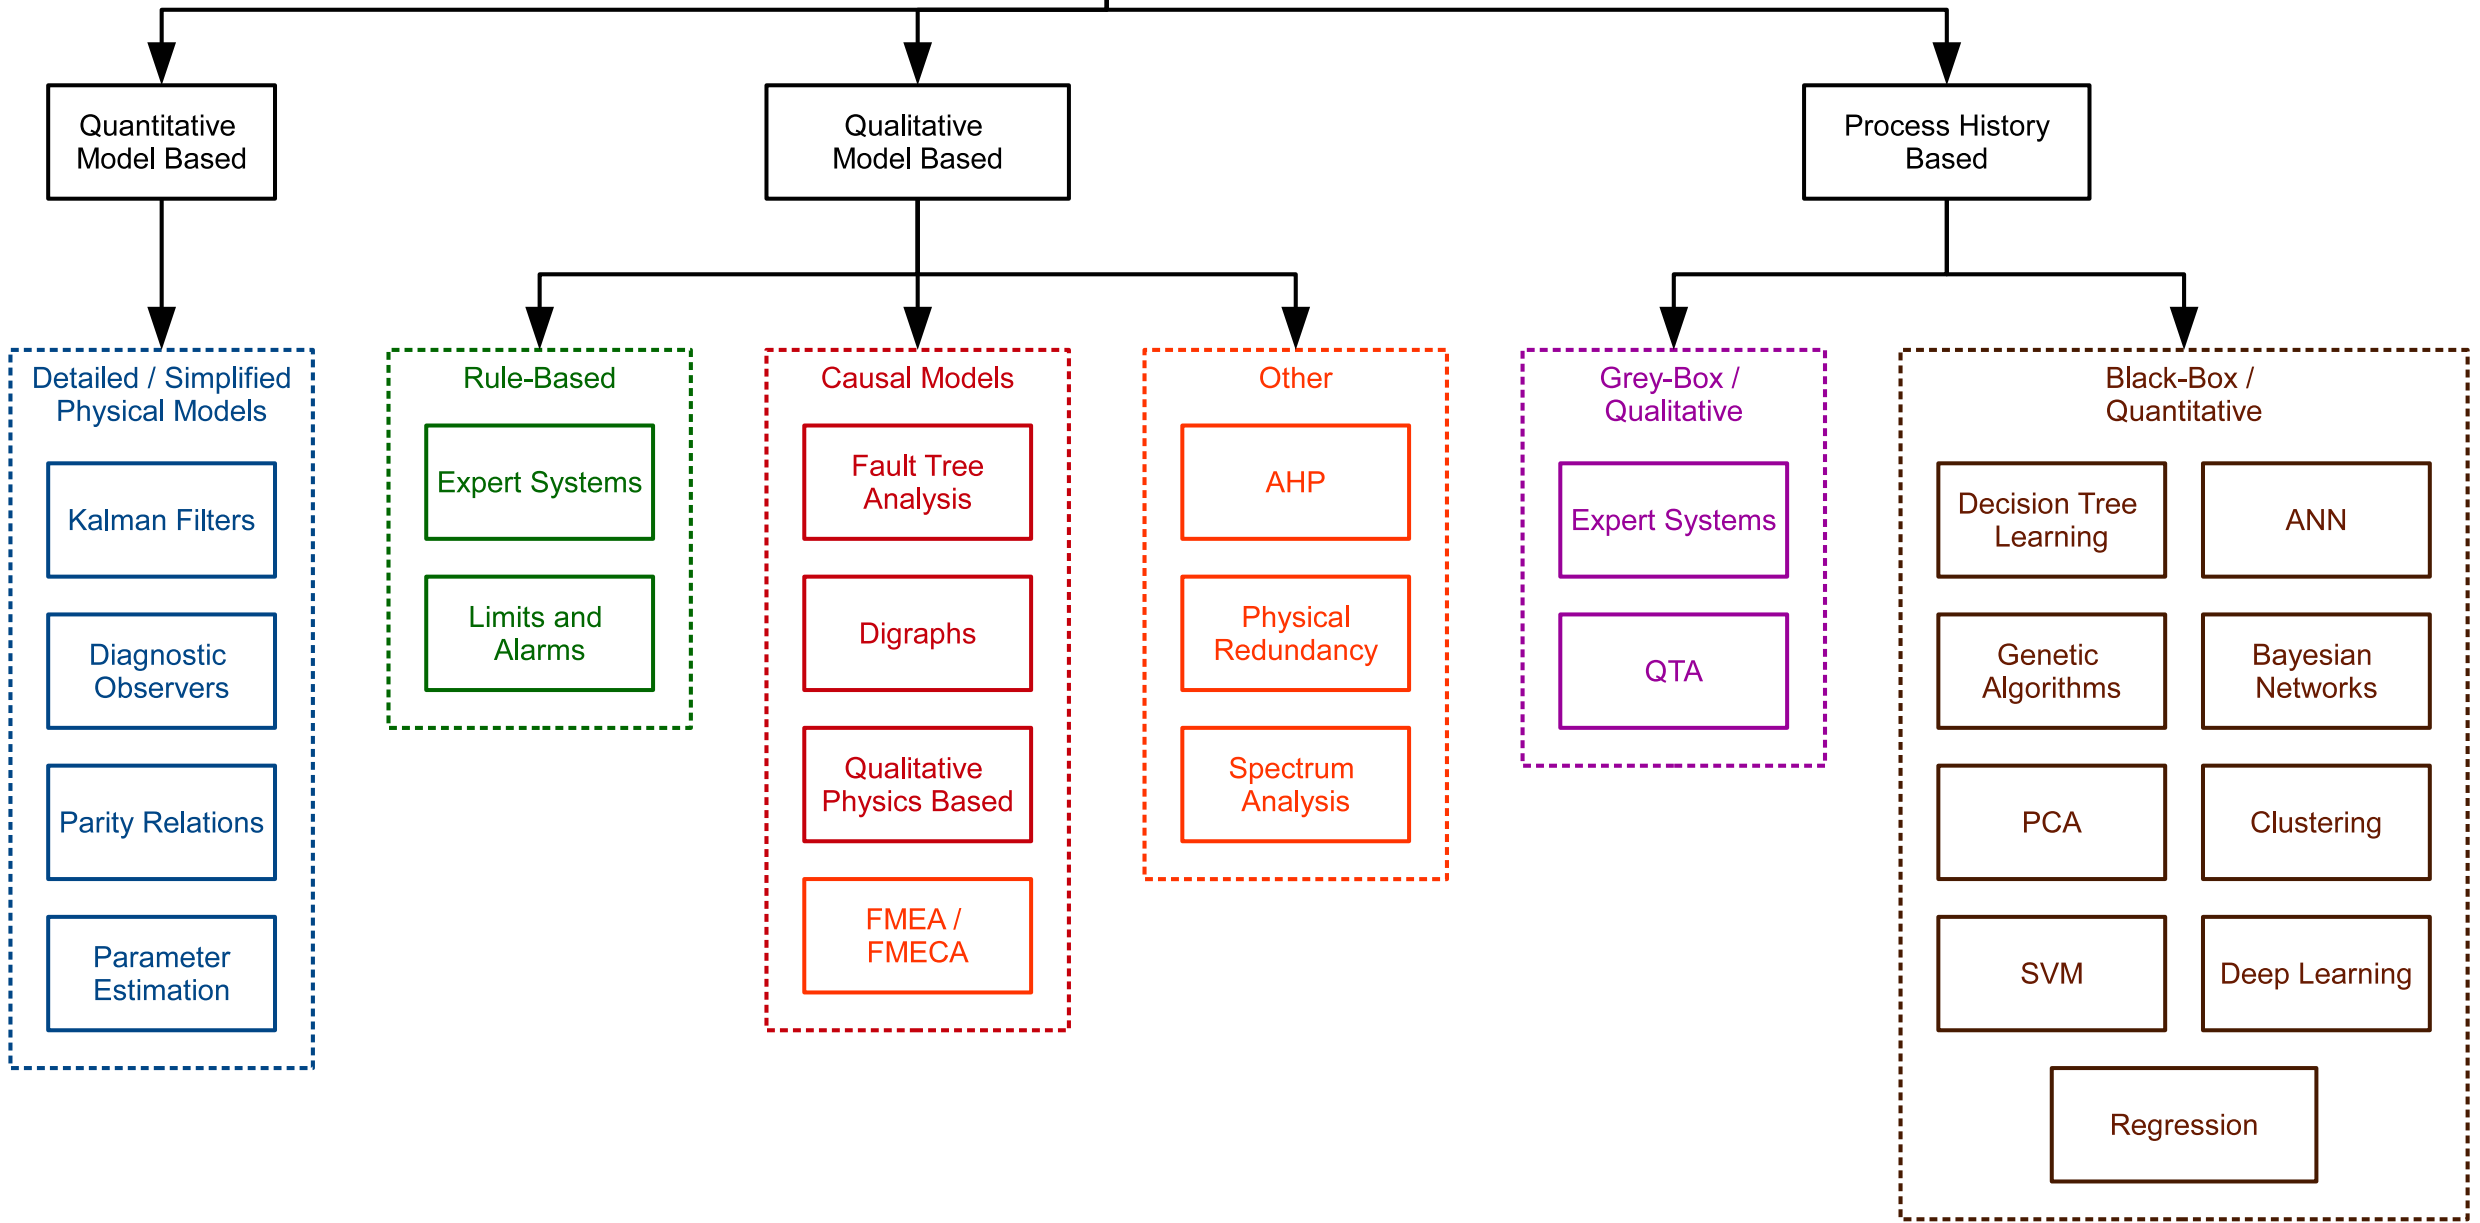 Quantitative
Model Based
Qualitative
Model Based
Process History
Based
Detailed / Simplified
Physical Models
Kalman Filters
Diagnostic
Observers
Parity Relations
Parameter
Estimation
Rule-Based
Expert Systems
Limits and
Alarms
Causal Models
Fault Tree
Analysis
Digraphs
Qualitative
Physics Based
FMEA /
FMECA
Other
AHP
Physical
Redundancy
Spectrum
Analysis
Grey-Box /
Qualitative
Expert Systems
QTA
Black-Box /
Quantitative
Decision Tree
Learning
ANN
Genetic
Algorithms
Bayesian
Networks
PCA
Clustering
SVM
Deep Learning
Regression